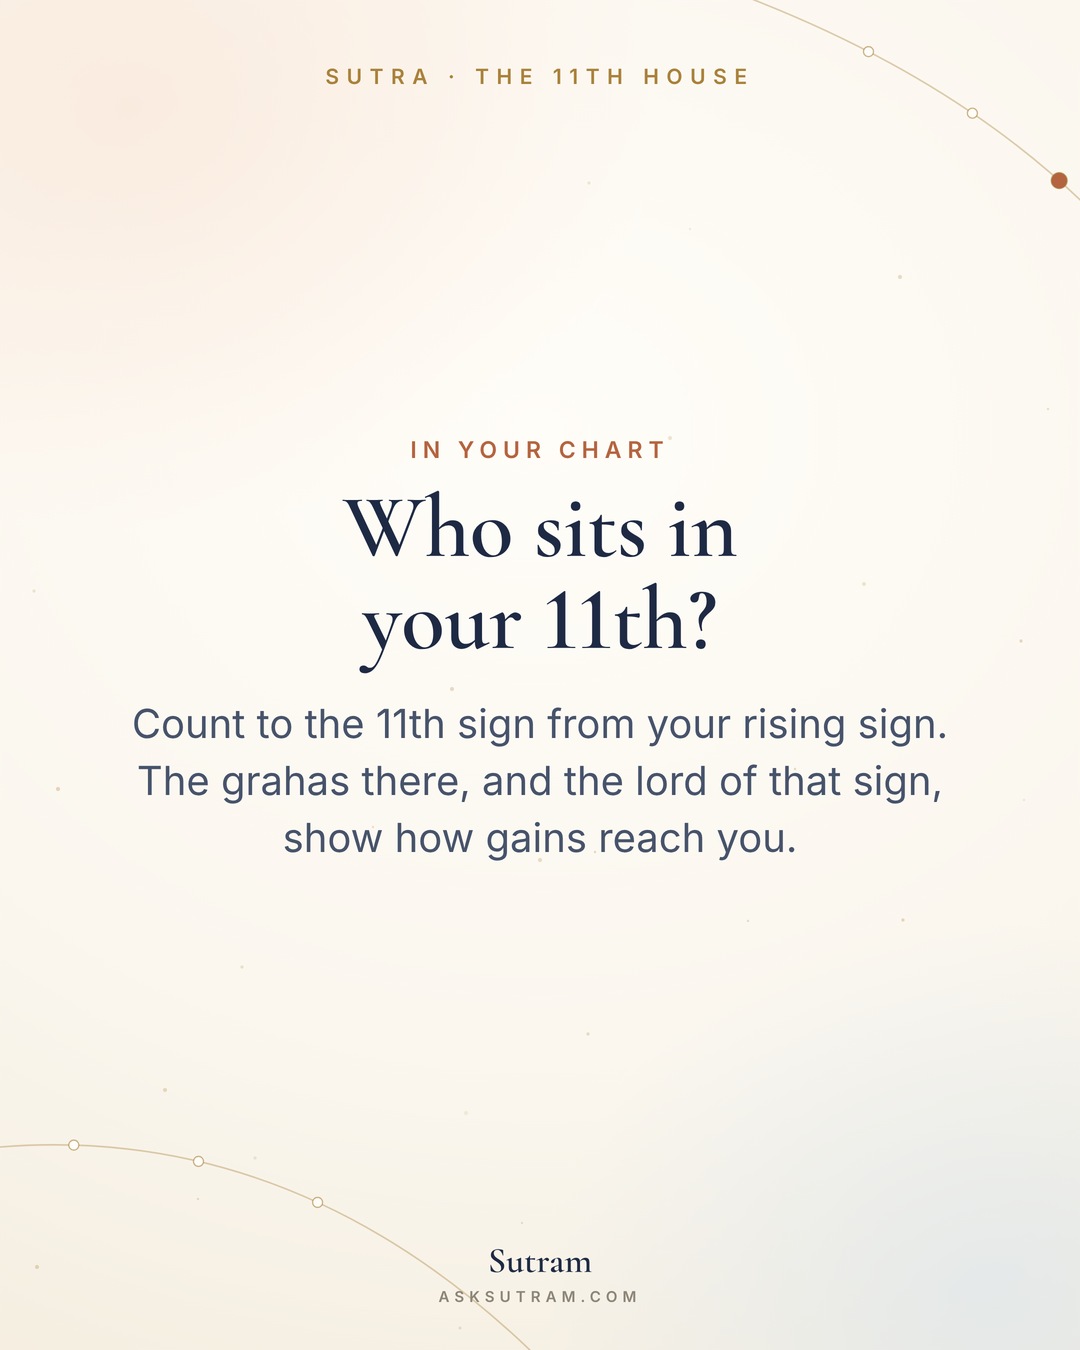 SUTRA · THE 11TH HOUSE
IN YOUR CHART
Who sits in
your 11th?
Count to the 11th sign from your rising sign.
The grahas there, and the lord of that sign,
show how gains reach you.
Sutram
ASKSUTRAM.COM